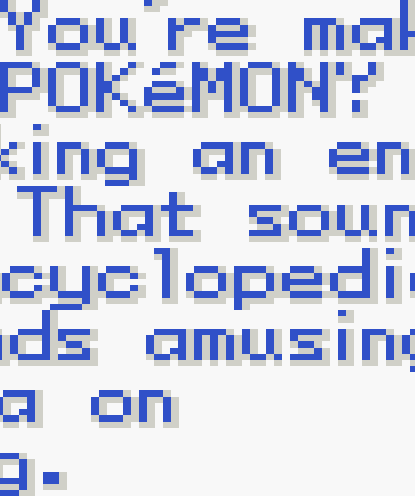 You're mak
POKéMON?
king an en
That soun
cyclopedi
ds amusing
a on
g.